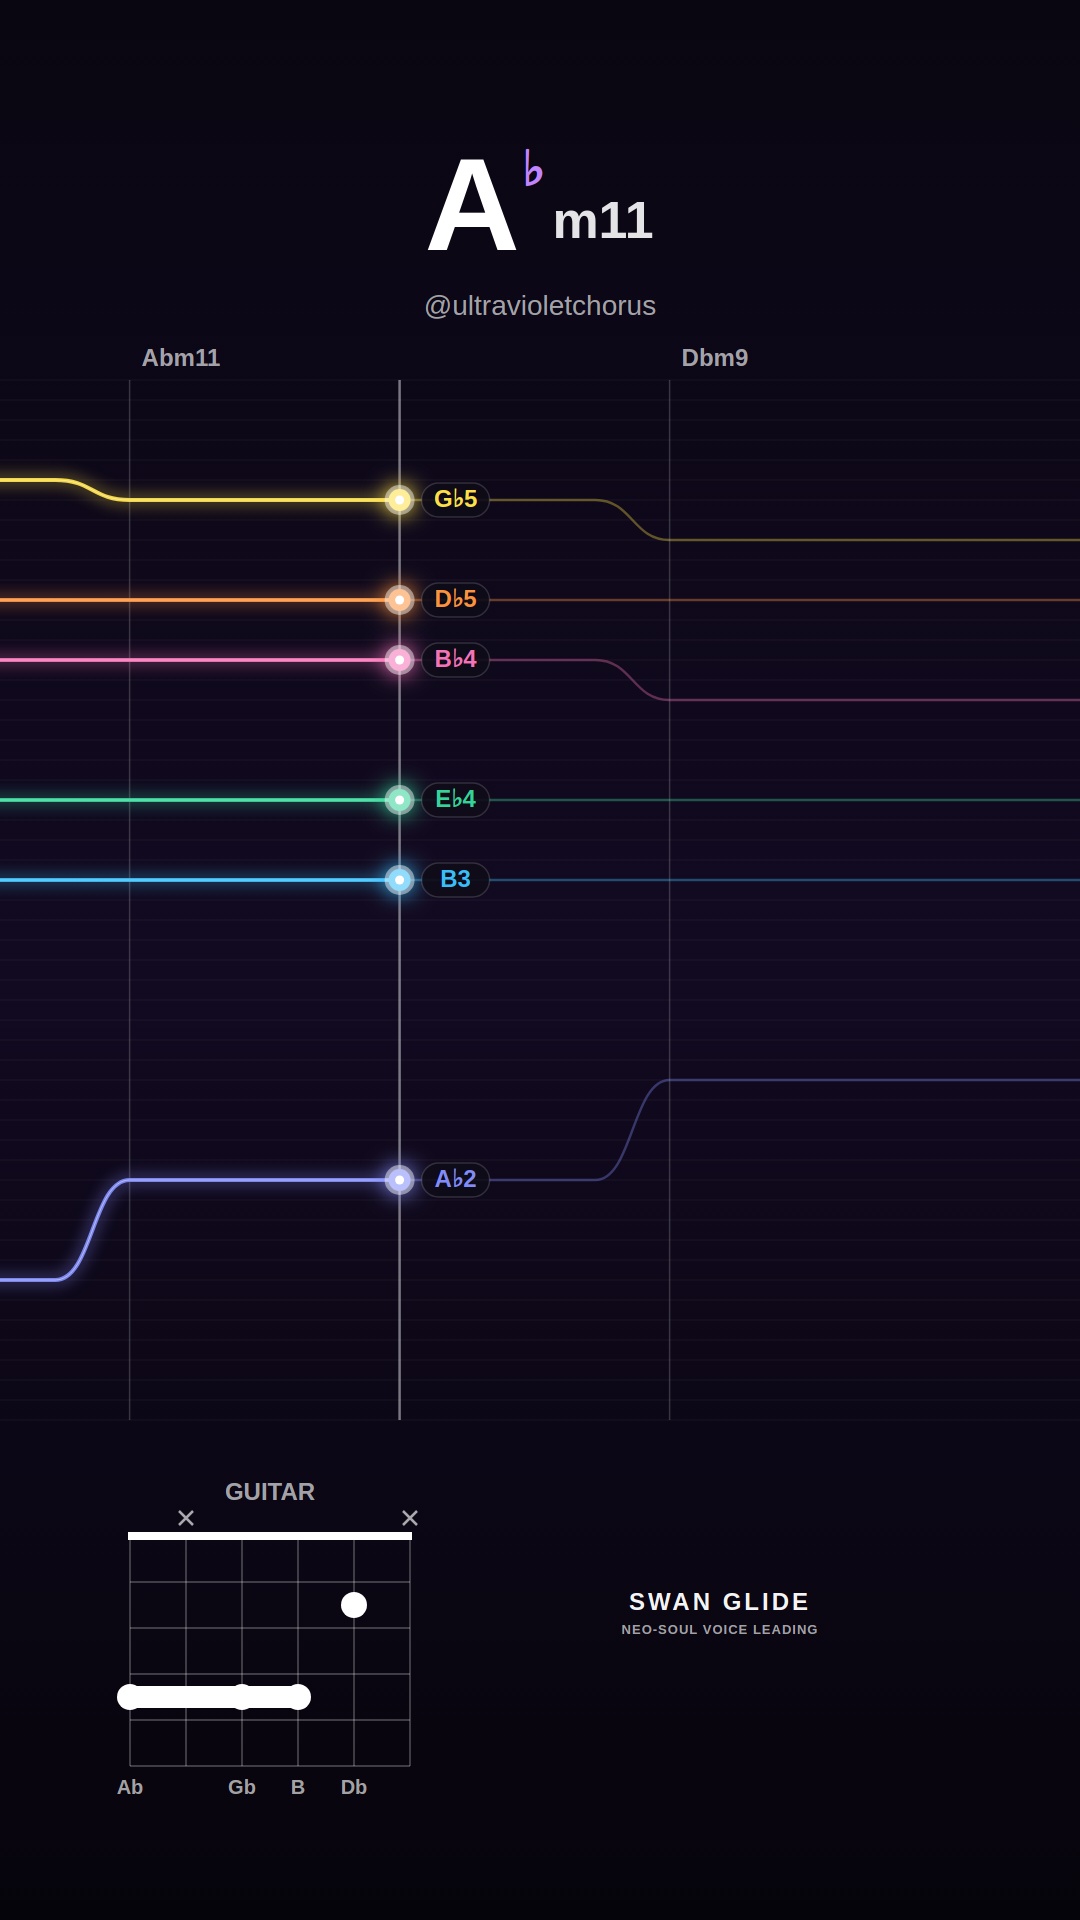 A♭m11
@ultravioletchorus
Abm11 Dbm9
G♭5
D♭5
B♭4
E♭4
B3
A♭2
GUITAR
× ×
SWAN GLIDE
NEO-SOUL VOICE LEADING
Ab Gb B Db